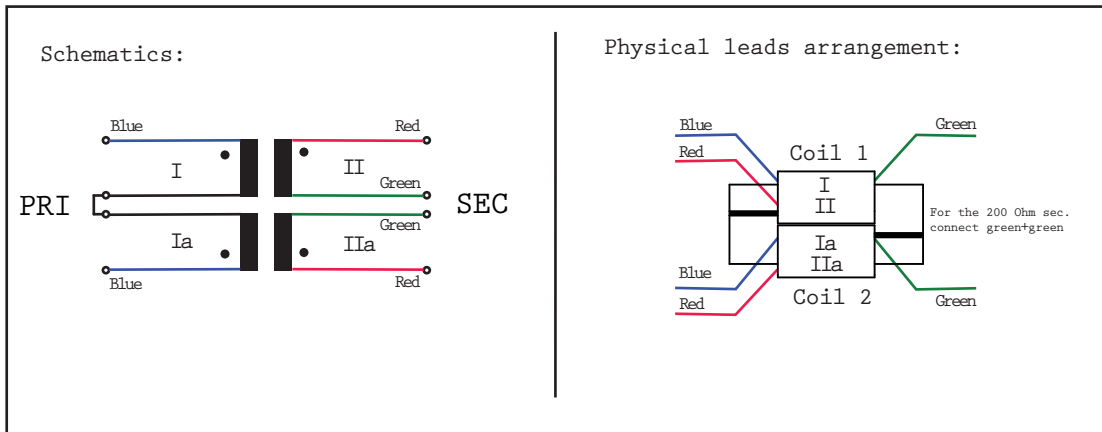 Schematics:
Blue
Red
I
II
Green
PRI
SEC
Green
Ia
IIa
Blue
Red
Physical leads arrangement:
Blue
Green
Red
Coil 1
I
II
For the 200 Ohm sec.
connect green+green
Ia
IIa
Blue
Red
Coil 2
Green